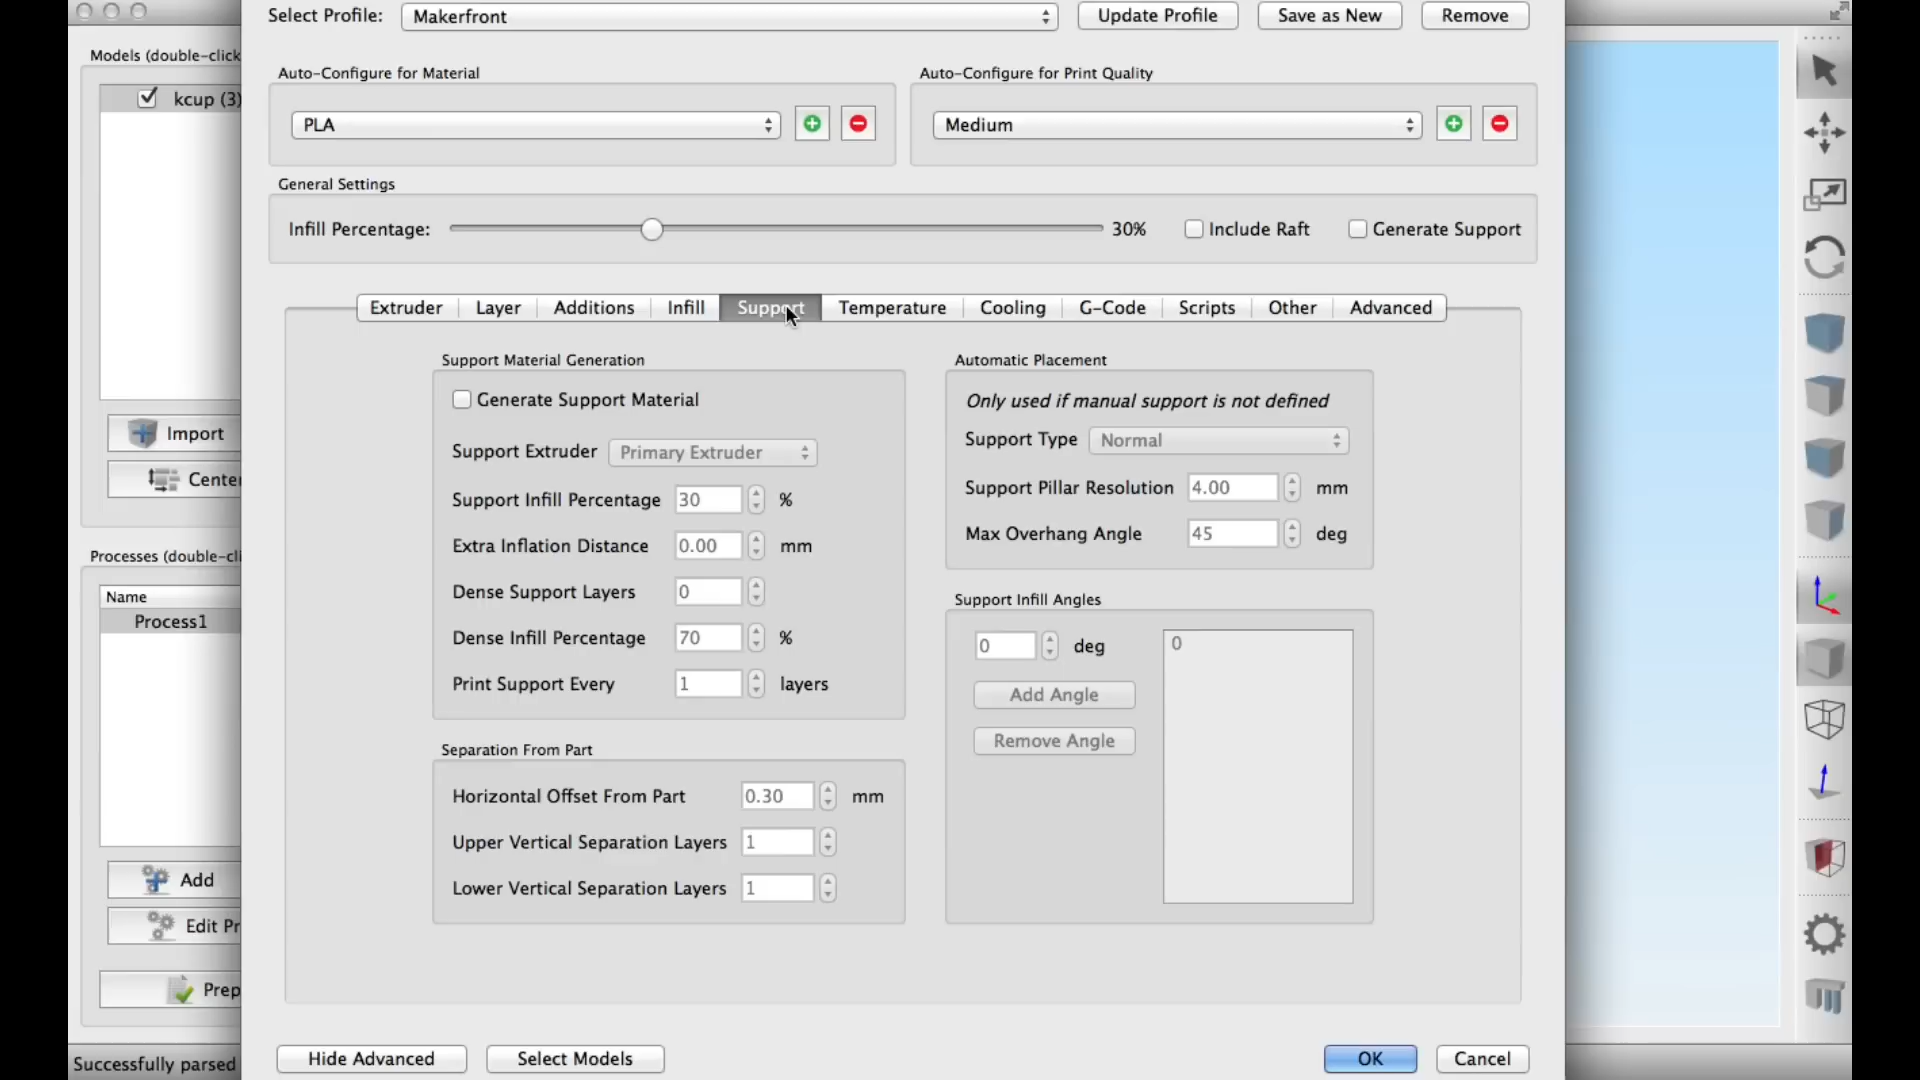 Select Profile: Makerfront Update Profile Save as New Remove
Models (double-click
kcup (3)
Auto-Configure for Material Auto-Configure for Print Quality
PLA Medium
General Settings
Infill Percentage: 30% Include Raft Generate Support
Extruder Layer Additions Infill Support Temperature Cooling G-Code Scripts Other Advanced
Support Material Generation
Generate Support Material
Support Extruder Primary Extruder
Support Infill Percentage 30 %
Extra Inflation Distance 0.00 mm
Dense Support Layers 0
Dense Infill Percentage 70 %
Print Support Every 1 layers
Separation From Part
Horizontal Offset From Part 0.30 mm
Upper Vertical Separation Layers 1
Lower Vertical Separation Layers 1
Automatic Placement
Only used if manual support is not defined
Support Type Normal
Support Pillar Resolution 4.00 mm
Max Overhang Angle 45 deg
Support Infill Angles
0 deg 0
Add Angle
Remove Angle
Import
Cente
Processes (double-cli
Name
Process1
Add
Edit Pr
Prep
Successfully parsed
Hide Advanced Select Models OK Cancel